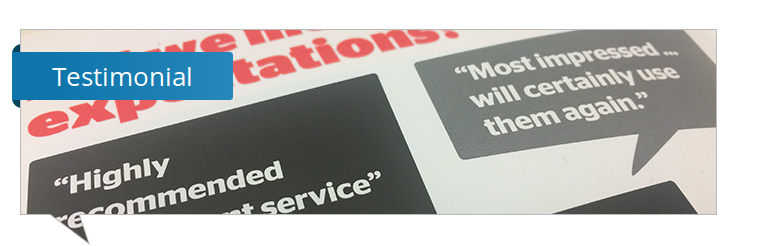 Testimonial
expectations!
“Most impressed ...
will certainly use
them again.”
“Highly
recommended
service”